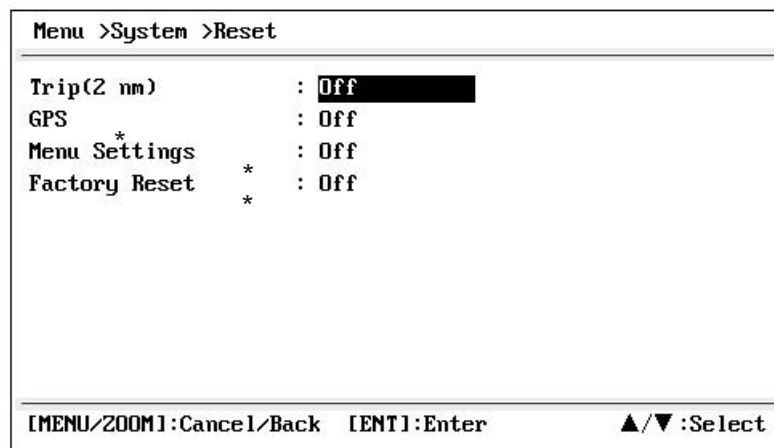 Menu >System >Reset
Trip(2 nm) : Off
GPS : Off
*
Menu Settings : Off
*
Factory Reset : Off
*
[MENU/ZOOM]:Cancel/Back [ENT]:Enter ▲/▼:Select